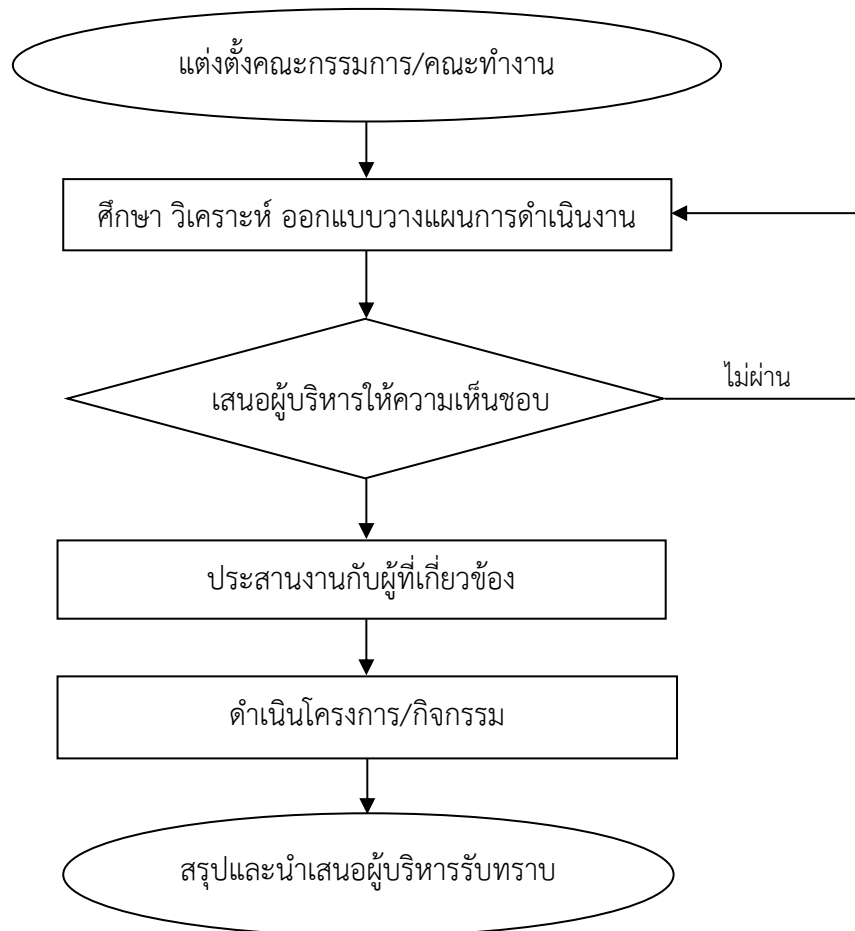 แต่งตั้งคณะกรรมการ/คณะทำงาน
ศึกษา วิเคราะห์ ออกแบบวางแผนการดำเนินงาน
เสนอผู้บริหารให้ความเห็นชอบ
ไม่ผ่าน
ประสานงานกับผู้ที่เกี่ยวข้อง
ดำเนินโครงการ/กิจกรรม
สรุปและนำเสนอผู้บริหารรับทราบ